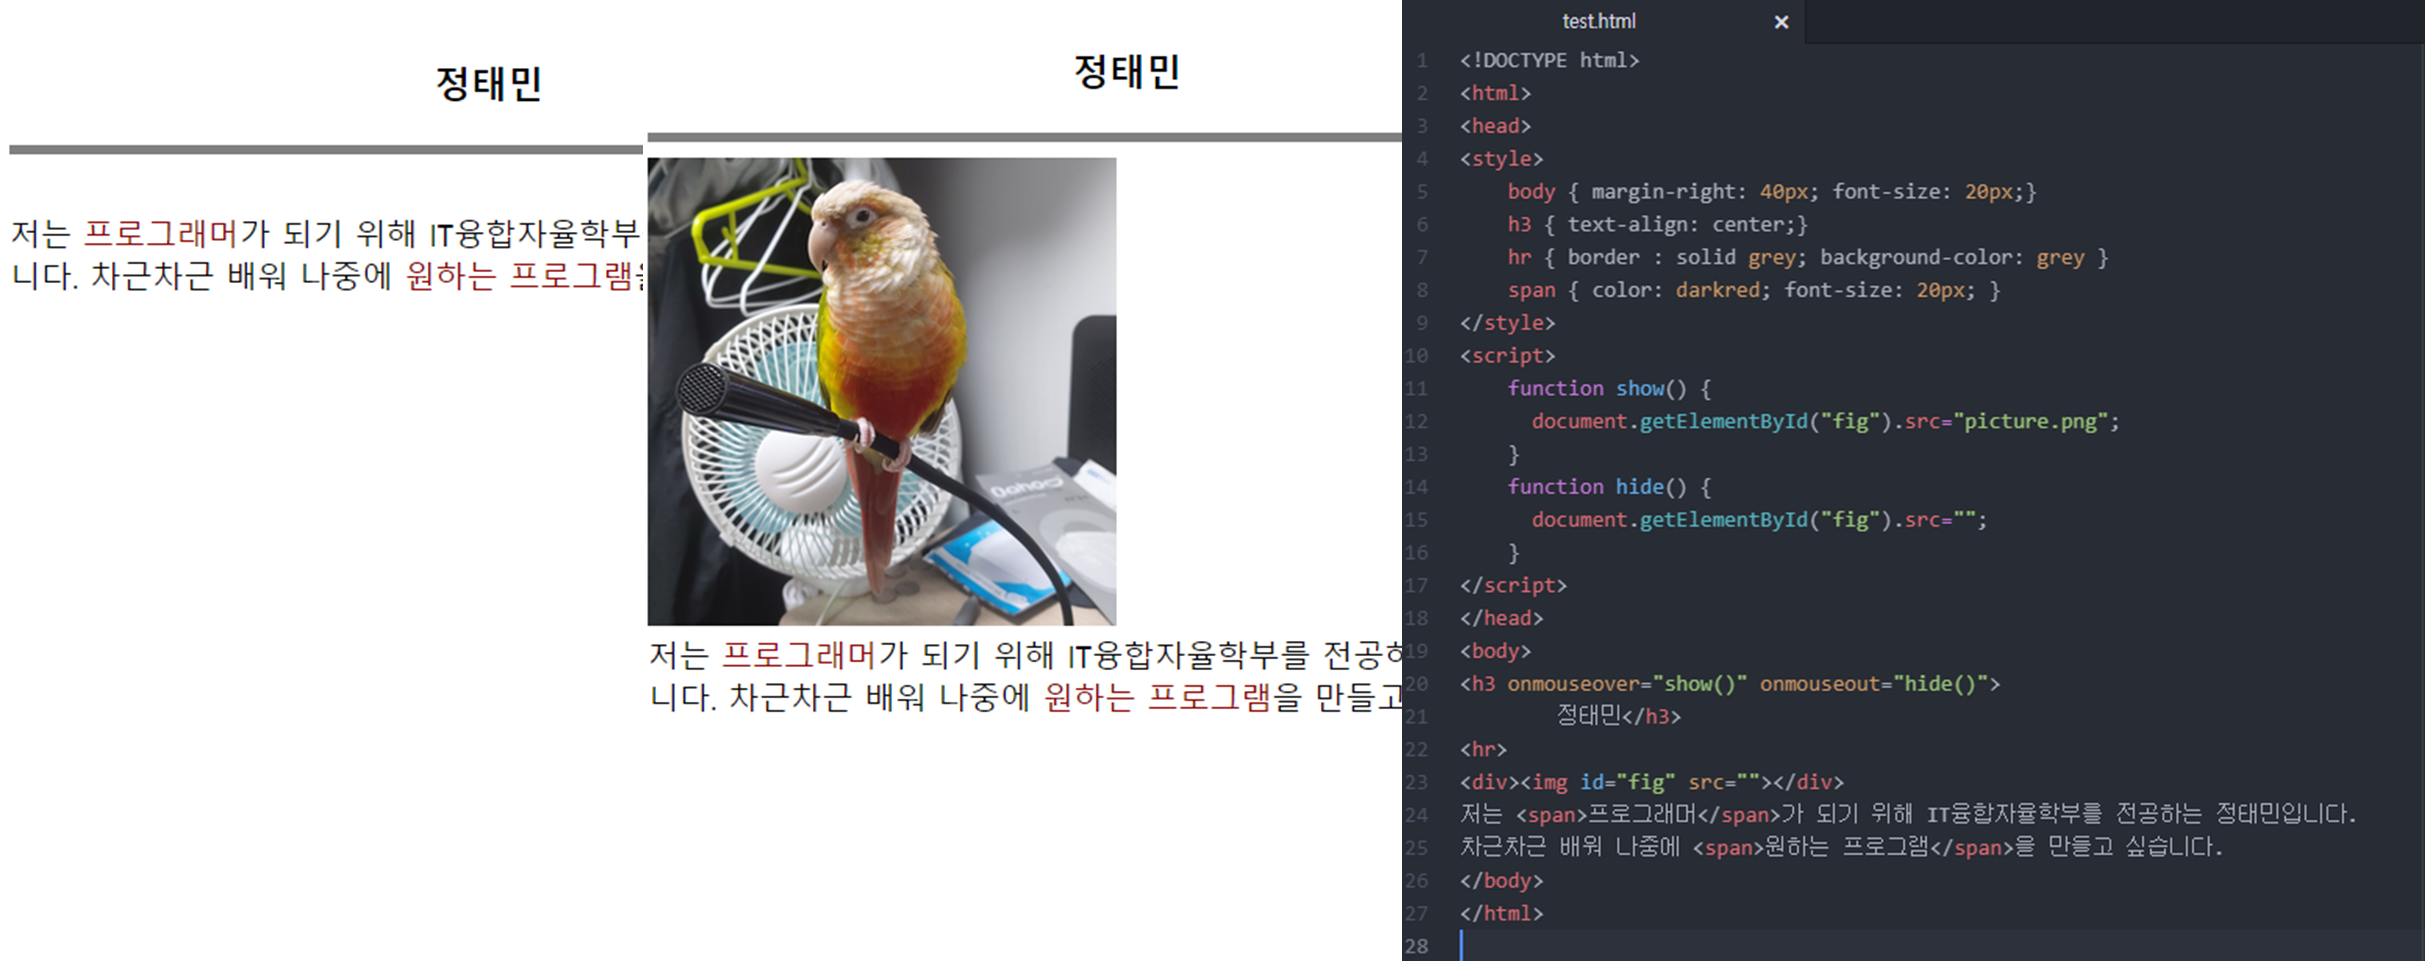 정태민
저는 프로그래머가 되기 위해 IT융합자율학부
니다. 차근차근 배워 나중에 원하는 프로그램
정태민
저는 프로그래머가 되기 위해 IT융합자율학부를 전공하
니다. 차근차근 배워 나중에 원하는 프로그램을 만들고
test.html
1 <!DOCTYPE html>
2 <html>
3 <head>
4 <style>
5 body { margin-right: 40px; font-size: 20px;}
6 h3 { text-align: center;}
7 hr { border : solid grey; background-color: grey }
8 span { color: darkred; font-size: 20px; }
9 </style>
10 <script>
11 function show() {
12 document.getElementById("fig").src="picture.png";
13 }
14 function hide() {
15 document.getElementById("fig").src="";
16 }
17 </script>
18 </head>
19 <body>
20 <h3 onmouseover="show()" onmouseout="hide()">
21 정태민</h3>
22 <hr>
23 <div><img id="fig" src=""></div>
24 저는 <span>프로그래머</span>가 되기 위해 IT융합자율학부를 전공하는 정태민입니다.
25 차근차근 배워 나중에 <span>원하는 프로그램</span>을 만들고 싶습니다.
26 </body>
27 </html>
28